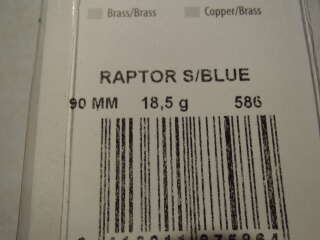 Brass/Brass Copper/Brass
RAPTOR S/BLUE
90 MM 18,5 g 586